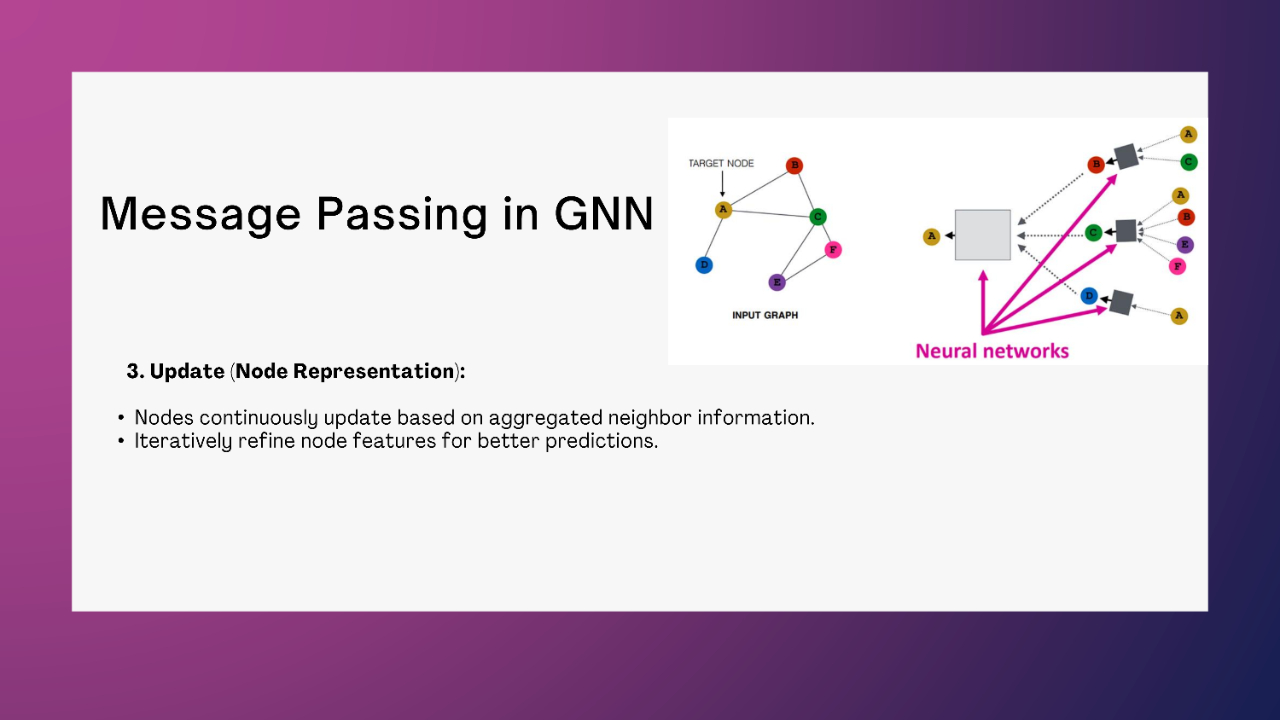 Message Passing in GNN
TARGET NODE
B
A
C
F
D
E
INPUT GRAPH
A
B
C
A
C
A
B
E
F
D
A
Neural networks
3. Update (Node Representation):
• Nodes continuously update based on aggregated neighbor information.
• Iteratively refine node features for better predictions.